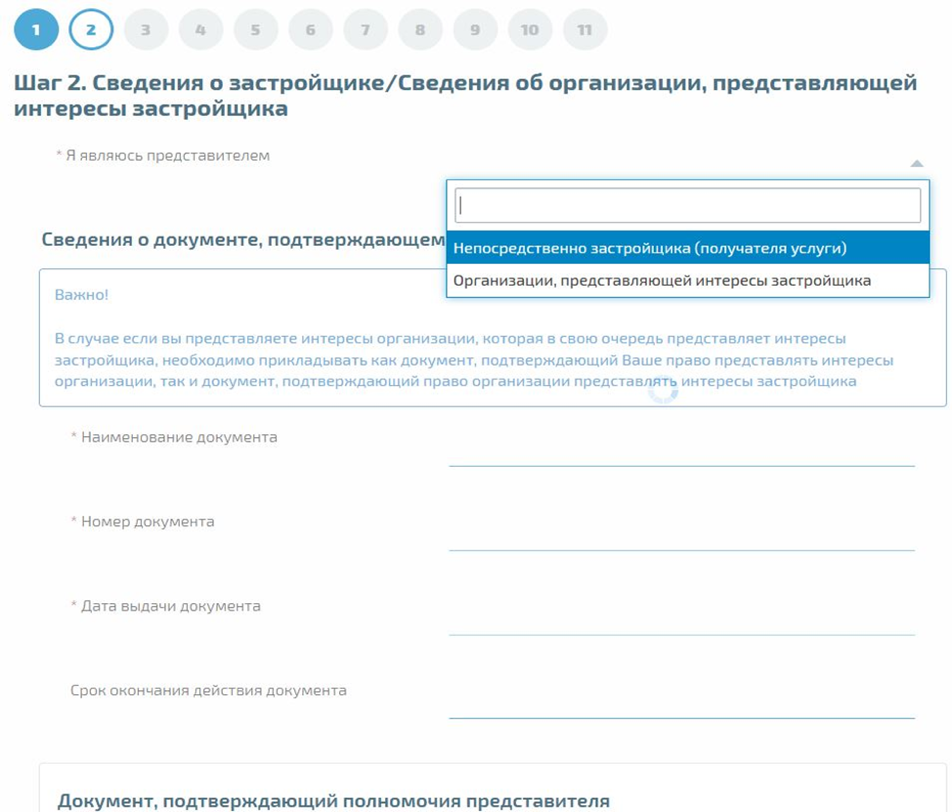 1 2 3 4 5 6 7 8 9 10 11
Шаг 2. Сведения о застройщике/Сведения об организации, представляющей
интересы застройщика
* Я являюсь представителем
Непосредственно застройщика (получателя услуги)
Организации, представляющей интересы застройщика
Сведения о документе, подтверждающем
Важно!
В случае если вы представляете интересы организации, которая в свою очередь представляет интересы
застройщика, необходимо прикладывать как документ, подтверждающий Ваше право представлять интересы
организации, так и документ, подтверждающий право организации представлять интересы застройщика
* Наименование документа
* Номер документа
* Дата выдачи документа
Срок окончания действия документа
Документ, подтверждающий полномочия представителя